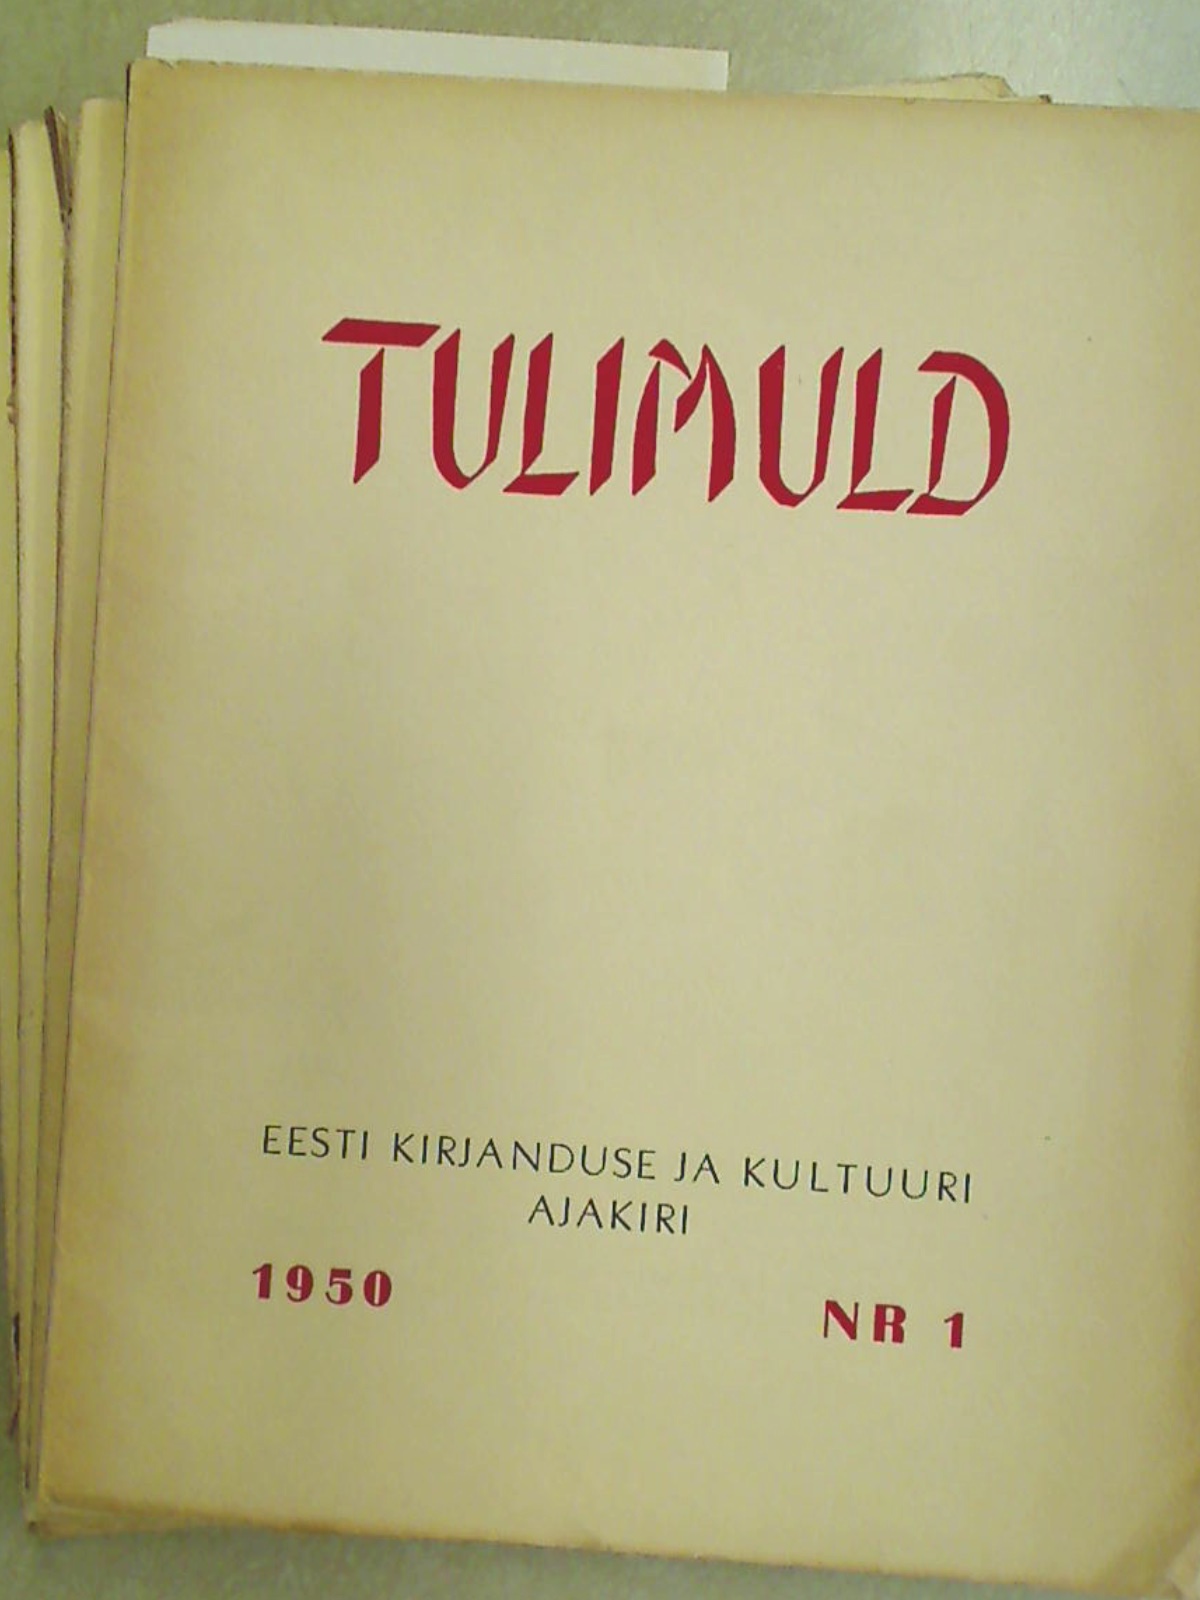 TULIMULD
EESTI KIRJANDUSE JA KULTUURI
AJAKIRI
1950 NR 1